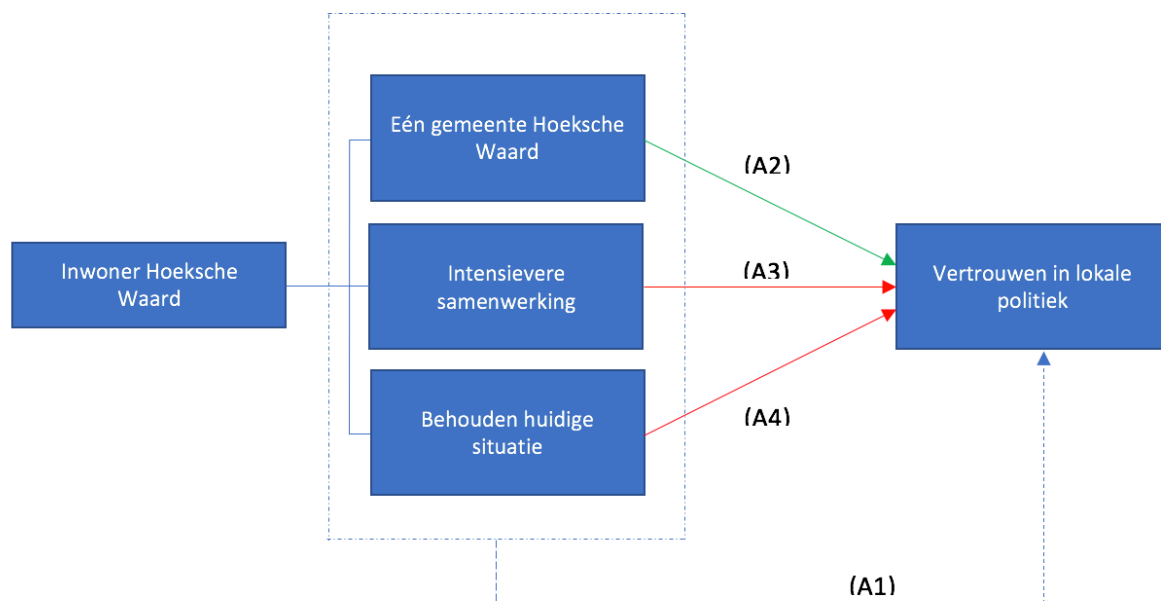 Eén gemeente Hoeksche
Waard
(A2)
Inwoner Hoeksche
Waard
Intensievere
samenwerking
(A3)
Vertrouwen in lokale
politiek
Behouden huidige
situatie
(A4)
(A1)